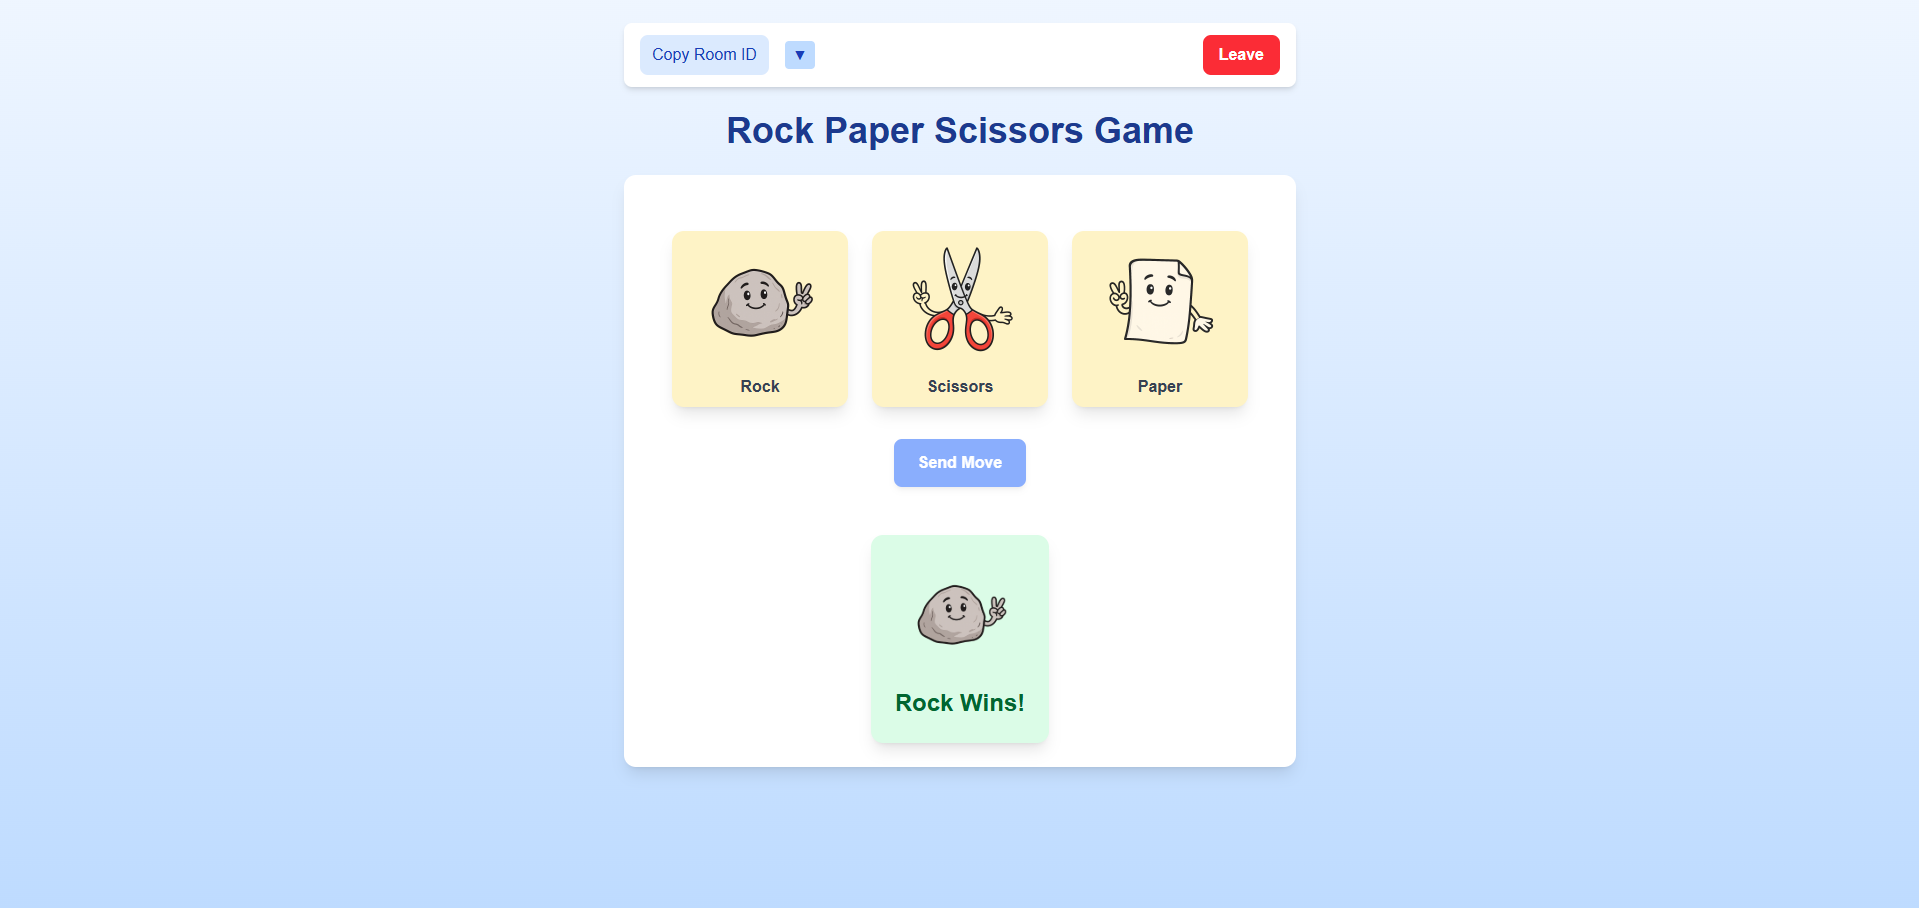 Copy Room ID ▼ Leave
Rock Paper Scissors Game
Rock Scissors Paper
Send Move
Rock Wins!